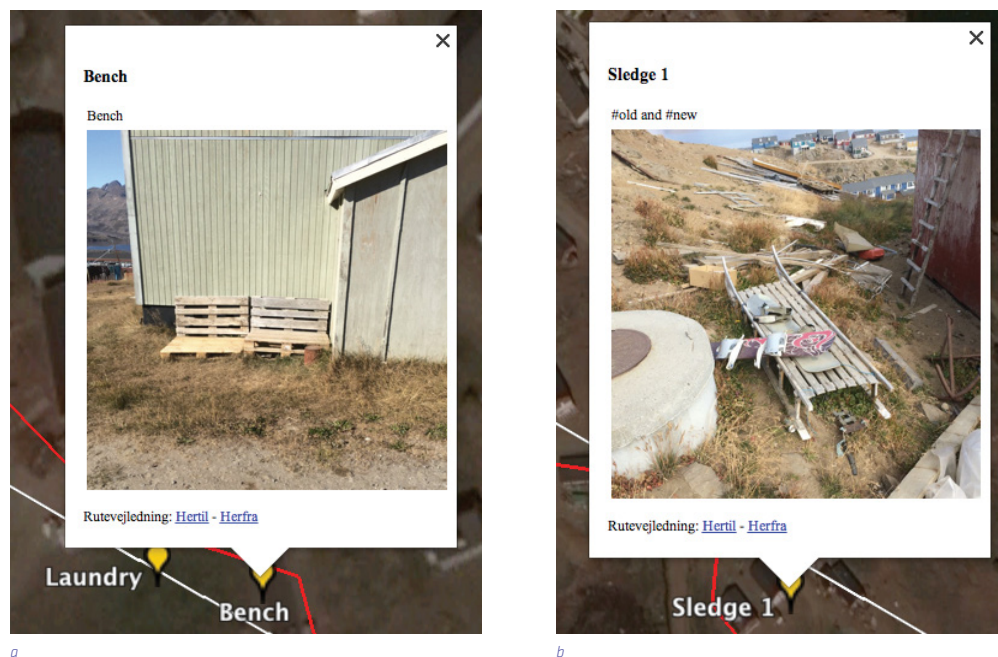 Bench
Bench
Rutevejledning: Hertil - Herfra
Laundry
Bench
a
Sledge 1
#old and #new
Rutevejledning: Hertil - Herfra
Sledge 1
b